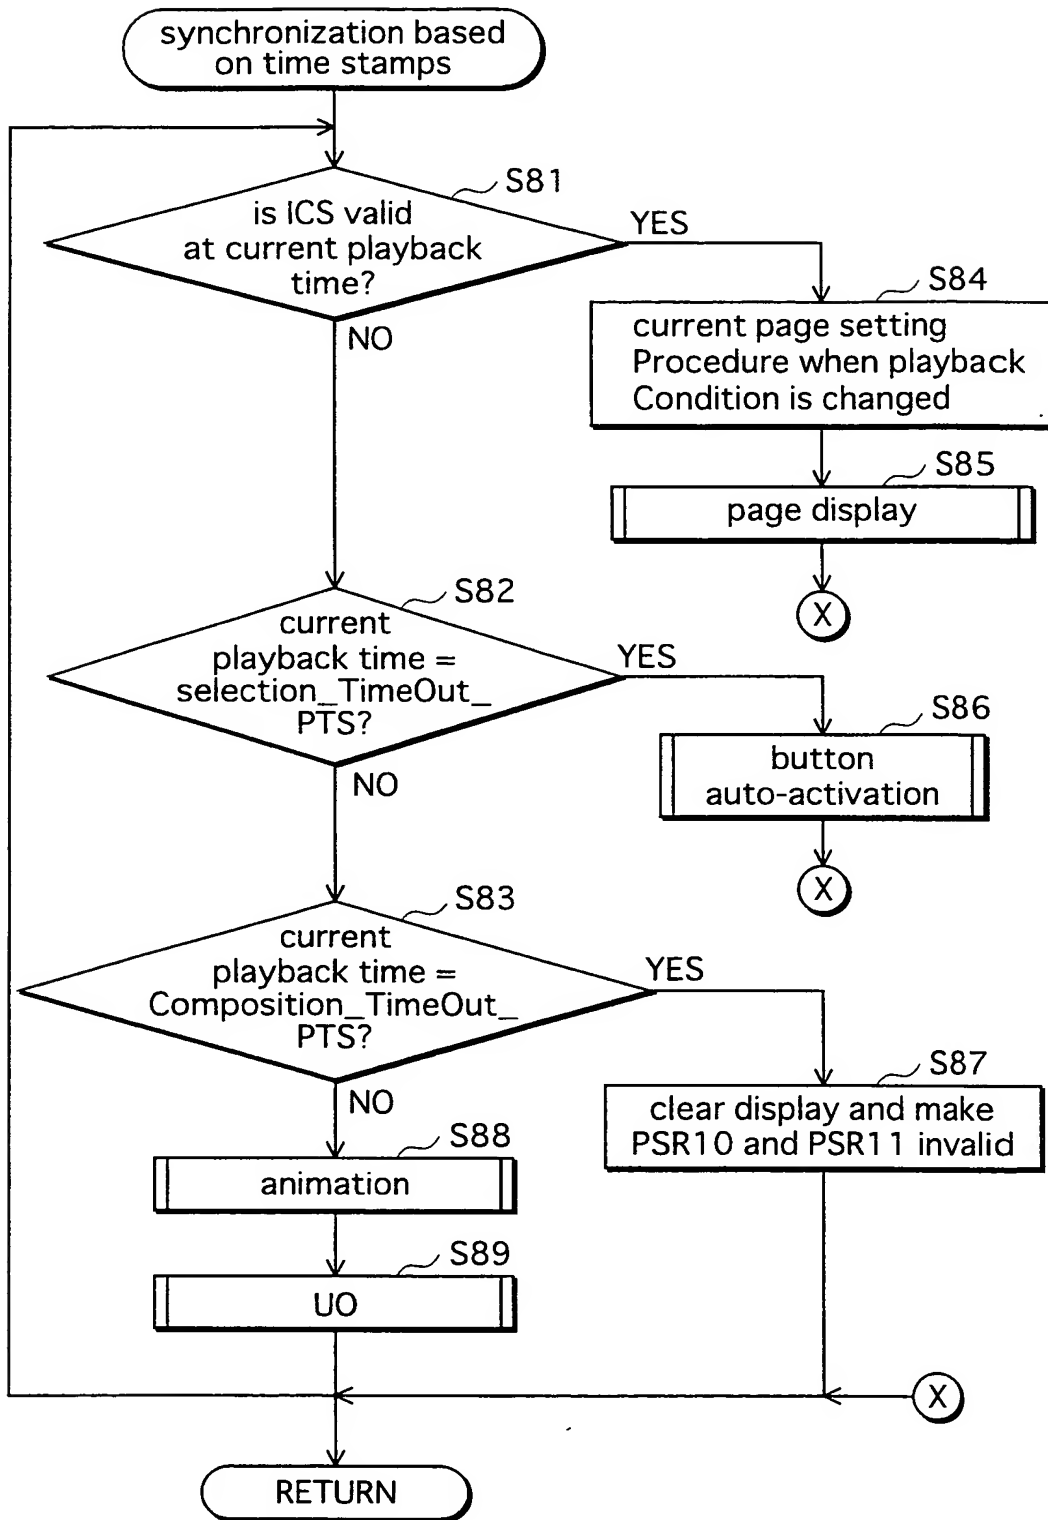 synchronization based
on time stamps
S81
is ICS valid
at current playback
time?
YES
NO
S84
current page setting
Procedure when playback
Condition is changed
S85
page display
X
S82
current
playback time =
selection_TimeOut_
PTS?
YES
NO
S86
button
auto-activation
X
S83
current
playback time =
Composition_TimeOut_
PTS?
YES
NO
S87
clear display and make
PSR10 and PSR11 invalid
S88
animation
S89
UO
X
RETURN